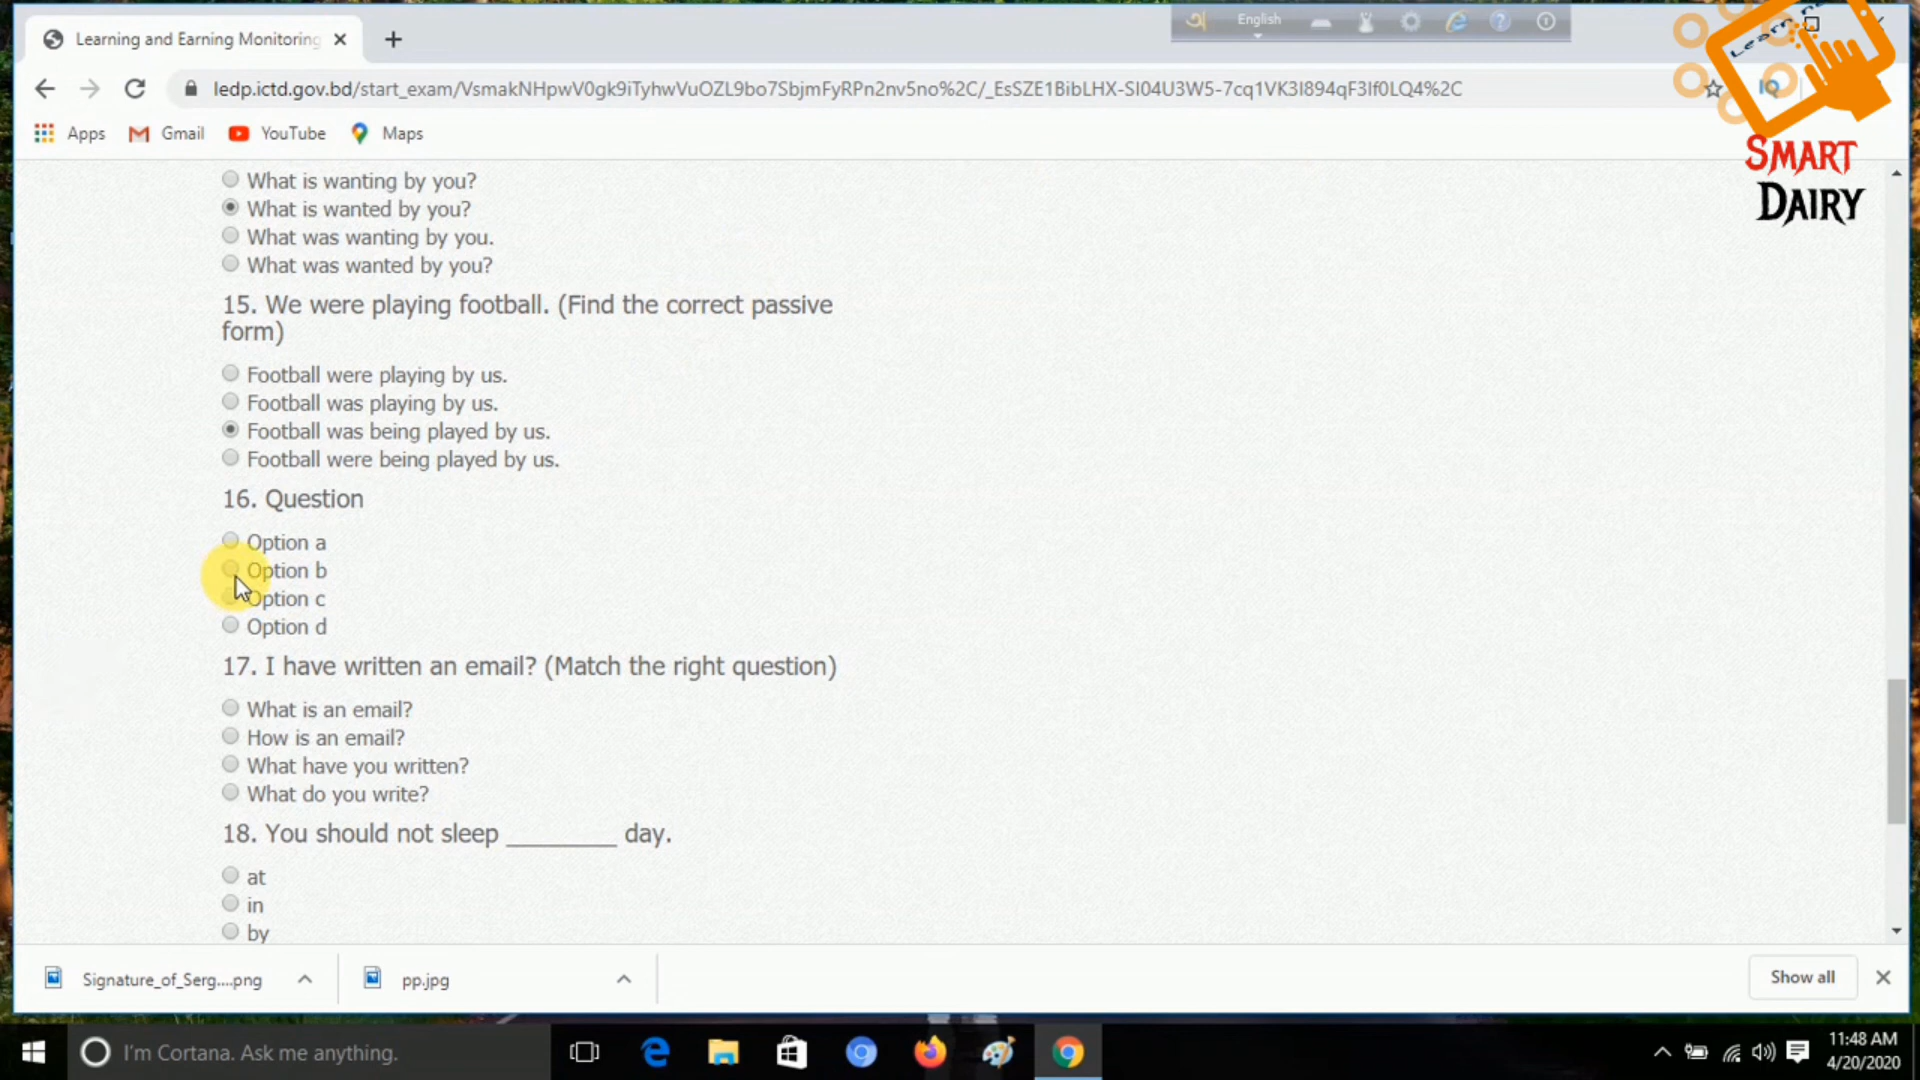 Learning and Earning Monitoring
English
ledp.ictd.gov.bd/start_exam/VsmakNHpwV0gk9iTyhwVuOZL9bo7SbjmFyRPn2nv5no%2C/_EsSZE1BibLHX-SI04U3W5-7cq1VK3I894qF3If0LQ4%2C
IQ
Apps
Gmail
YouTube
Maps
SMART
DAIRY
What is wanting by you?
What is wanted by you?
What was wanting by you.
What was wanted by you?
15. We were playing football. (Find the correct passive
form)
Football were playing by us.
Football was playing by us.
Football was being played by us.
Football were being played by us.
16. Question
Option a
Option b
Option c
Option d
17. I have written an email? (Match the right question)
What is an email?
How is an email?
What have you written?
What do you write?
18. You should not sleep ________ day.
at
in
by
Signature_of_Serg....png
pp.jpg
Show all
I'm Cortana. Ask me anything.
11:48 AM
4/20/2020